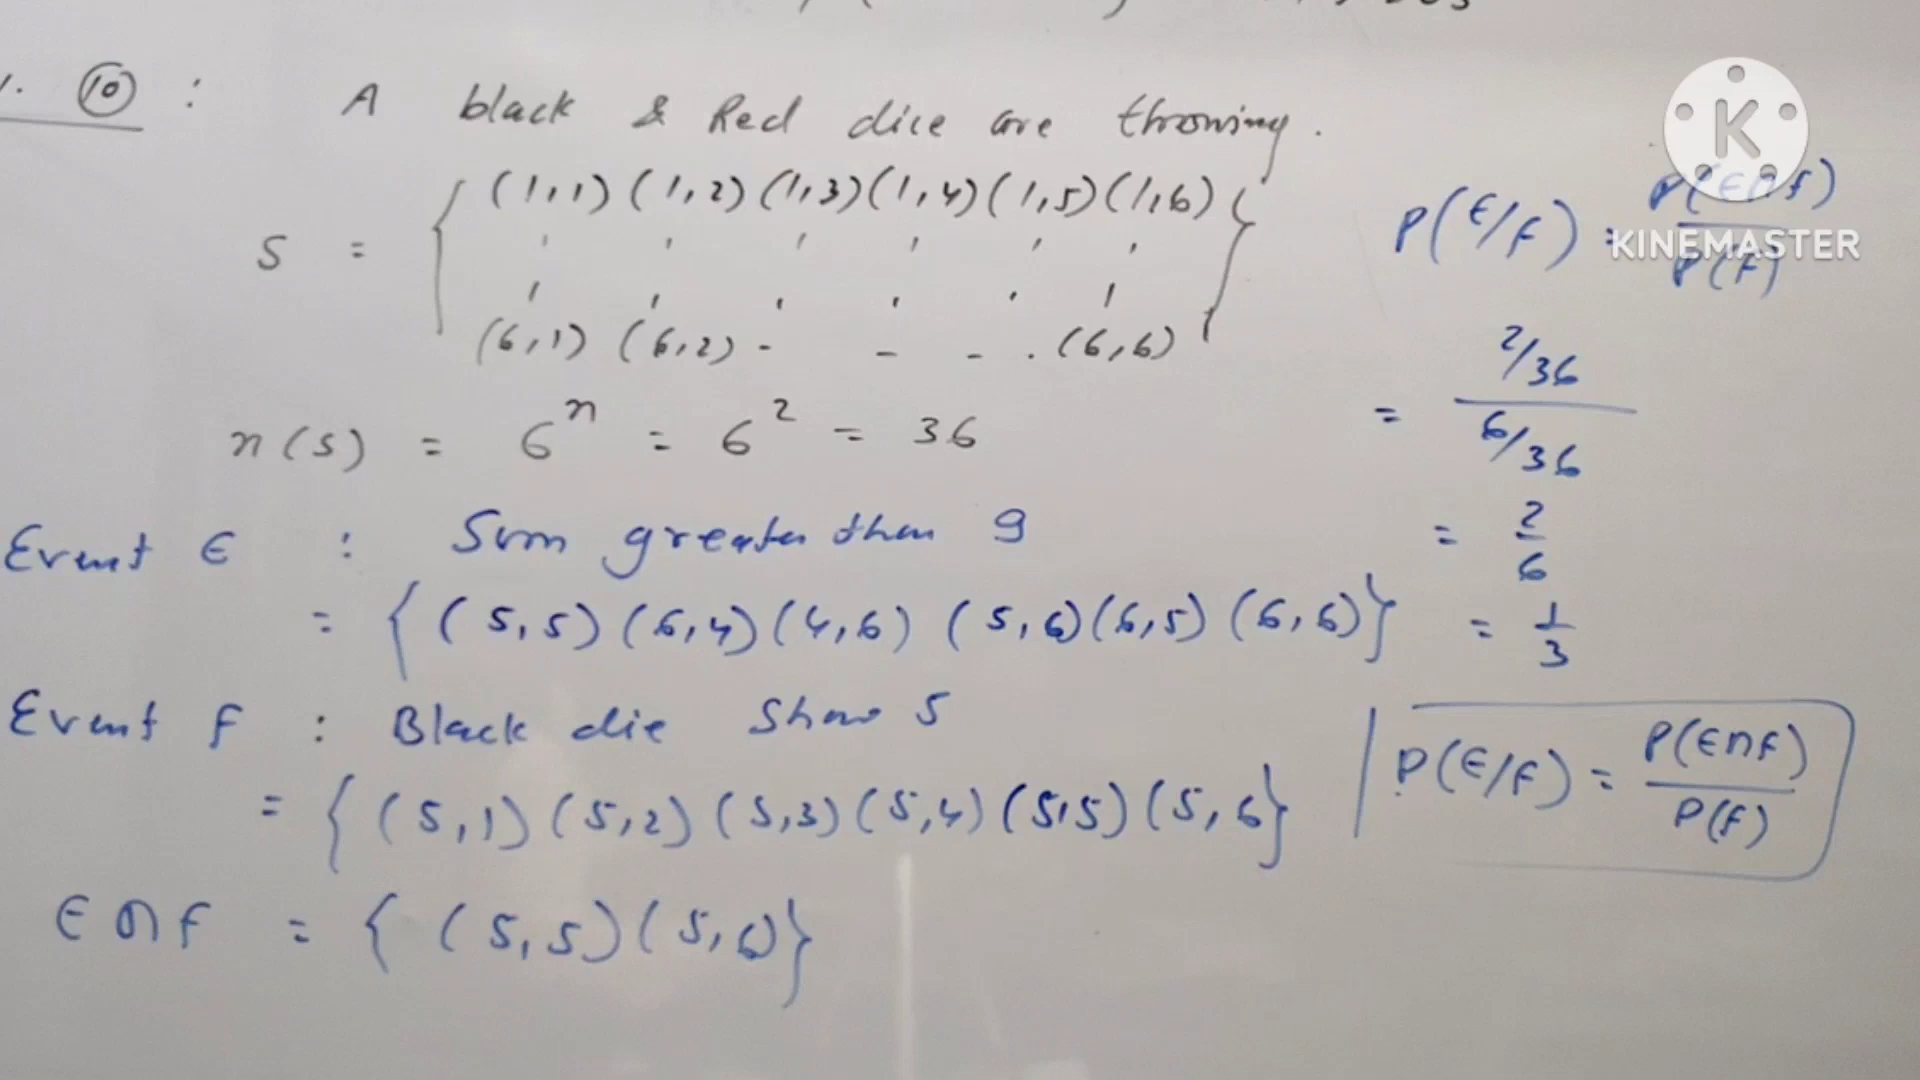 10 : A black & Red dice are throwing.
S = { (1,1) (1,2) (1,3) (1,4) (1,5) (1,6)
(6,1) (6,2) - - - . (6,6) }
n(S) = 6^n = 6^2 = 36
Event E : Sum greater than 9
= { (5,5) (6,4) (4,6) (5,6) (6,5) (6,6) }
Event F : Black die Show 5
= { (5,1) (5,2) (5,3) (5,4) (5,5) (5,6 }
E ∩ F = { (5,5) (5,6) }
P(E/F) = P(E∩F) / P(F)
= 2/36 / 6/36
= 2/6
= 1/3
P(E/F) = P(E∩F) / P(F)
K
KINEMASTER